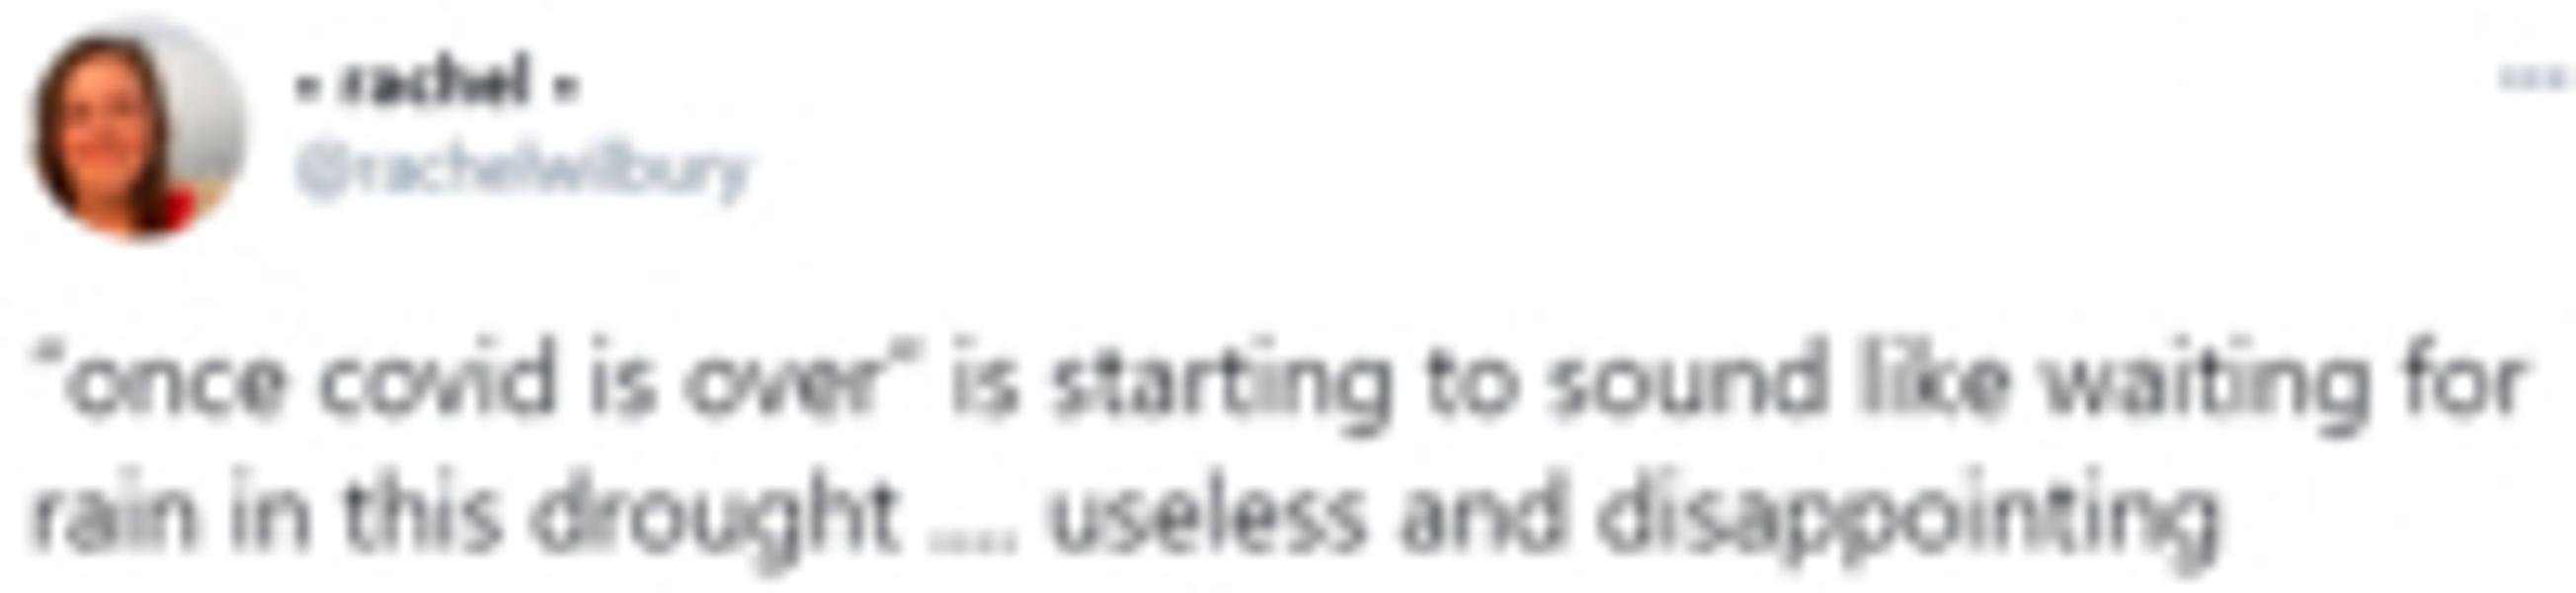 - rachel -
@rachelwilbury
"once covid is over" is starting to sound like waiting for
rain in this drought .... useless and disappointing